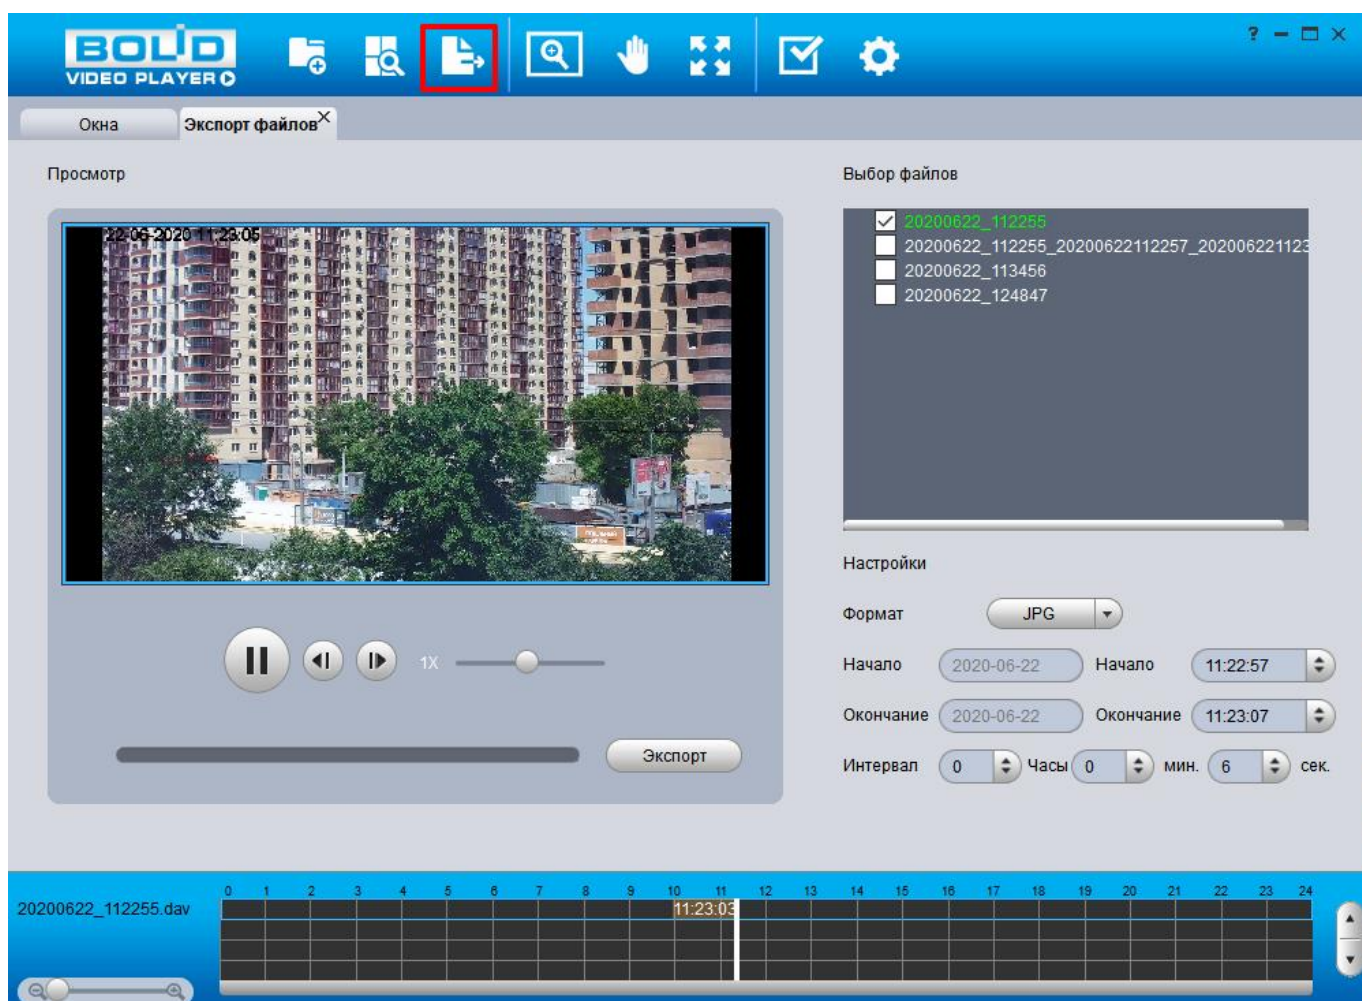 BOLID
VIDEO PLAYER
?
Окна
Экспорт файлов
Просмотр
Выбор файлов
22-06-2020 11:23:05
20200622_112255
20200622_112255_20200622112257_202006221123
20200622_113456
20200622_124847
Настройки
Формат JPG
Начало 2020-06-22 Начало 11:22:57
Окончание 2020-06-22 Окончание 11:23:07
Интервал 0 Часы 0 мин. 6 сек.
1X
Экспорт
0 1 2 3 4 5 6 7 8 9 10 11 12 13 14 15 16 17 18 19 20 21 22 23 24
20200622_112255.dav
11:23:03